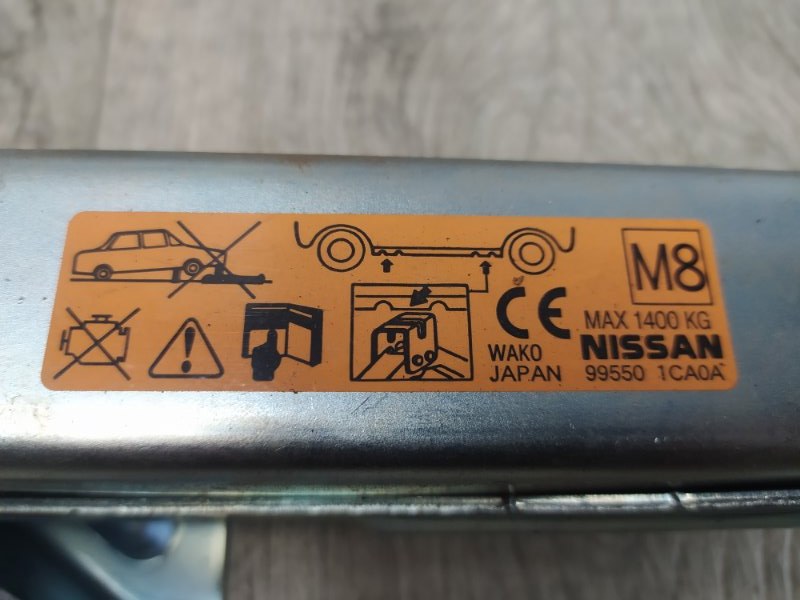 M8
CE
MAX 1400 KG
WAKO
JAPAN
NISSAN
99550 1CA0A